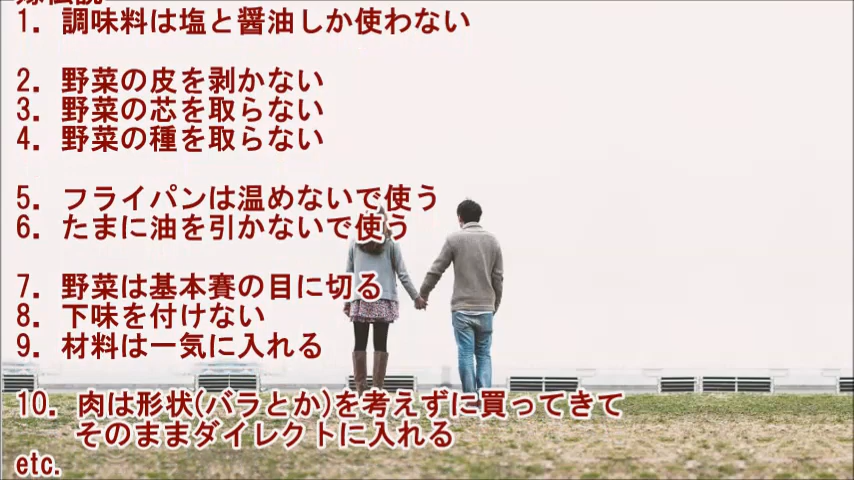 1．調味料は塩と醤油しか使わない
2．野菜の皮を剥かない
3．野菜の芯を取らない
4．野菜の種を取らない
5．フライパンは温めないで使う
6．たまに油を引かないで使う
7．野菜は基本賽の目に切る
8．下味を付けない
9．材料は一気に入れる
10．肉は形状(バラとか)を考えずに買ってきて
そのままダイレクトに入れる
etc.